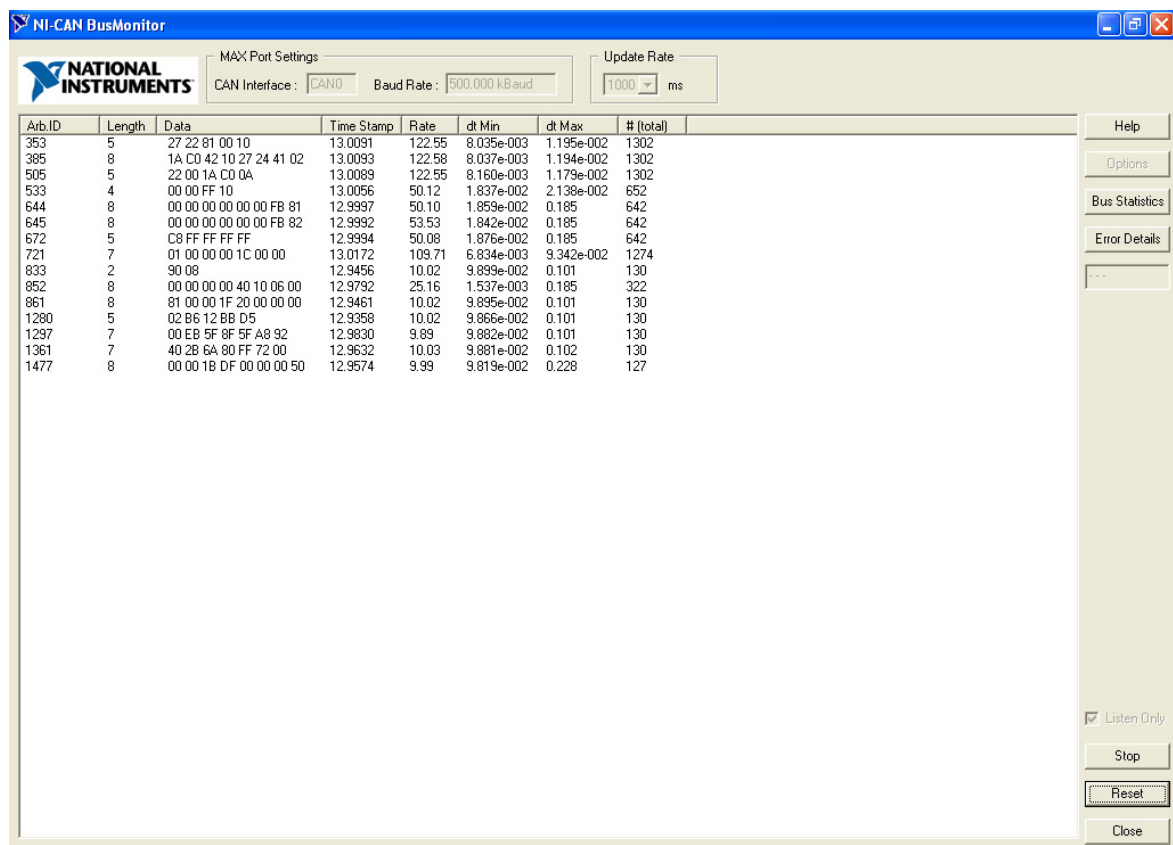 NI-CAN BusMonitor
NATIONAL INSTRUMENTS
MAX Port Settings
CAN Interface : CAN0 Baud Rate : 500.000 kBaud
Update Rate
1000 ms
Arb.ID Length Data Time Stamp Rate dt Min dt Max # (total)
353 5 27 22 81 00 10 13.0091 122.55 8.035e-003 1.195e-002 1302
385 8 1A C0 42 10 27 24 41 02 13.0093 122.58 8.037e-003 1.194e-002 1302
505 5 22 00 1A C0 0A 13.0089 122.55 8.160e-003 1.179e-002 1302
533 4 00 00 FF 10 13.0056 50.12 1.837e-002 2.138e-002 652
644 8 00 00 00 00 00 00 FB 81 12.9997 50.10 1.859e-002 0.185 642
645 8 00 00 00 00 00 00 FB 82 12.9992 53.53 1.842e-002 0.185 642
672 5 C8 FF FF FF FF 12.9994 50.08 1.876e-002 0.185 642
721 7 01 00 00 00 1C 00 00 13.0172 109.71 6.834e-003 9.342e-002 1274
833 2 90 08 12.9456 10.02 9.899e-002 0.101 130
852 8 00 00 00 00 40 10 06 00 12.9792 25.16 1.537e-003 0.185 322
861 8 81 00 00 1F 20 00 00 00 12.9461 10.02 9.895e-002 0.101 130
1280 5 02 B6 12 BB D5 12.9358 10.02 9.866e-002 0.101 130
1297 7 00 EB 5F 8F 5F A8 92 12.9830 9.89 9.882e-002 0.101 130
1361 7 40 2B 6A 80 FF 72 00 12.9632 10.03 9.881e-002 0.102 130
1477 8 00 00 1B DF 00 00 00 50 12.9574 9.99 9.819e-002 0.228 127
Help
Options
Bus Statistics
Error Details
- - -
Listen Only
Stop
Reset
Close